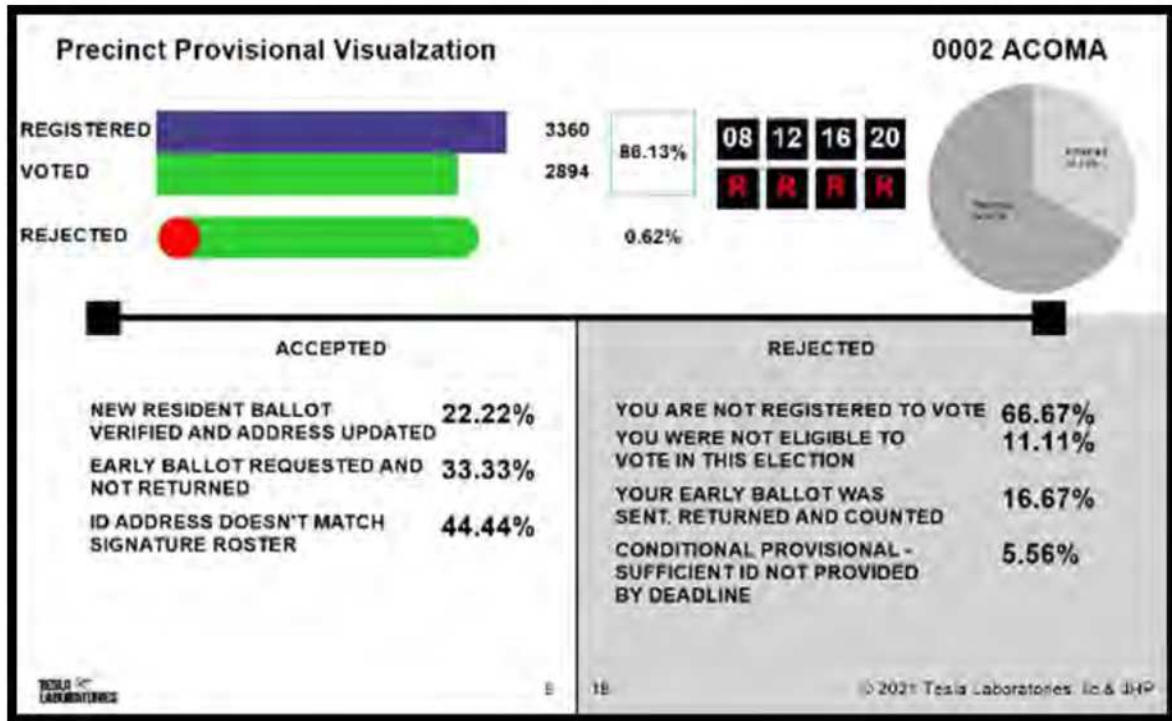 Precinct Provisional Visualzation
0002 ACOMA
REGISTERED
3360
86.13%
08 12 16 20
VOTED
2894
R R R R
REJECTED
0.62%
ACCEPTED
NEW RESIDENT BALLOT
VERIFIED AND ADDRESS UPDATED
22.22%
EARLY BALLOT REQUESTED AND
NOT RETURNED
33.33%
ID ADDRESS DOESN'T MATCH
SIGNATURE ROSTER
44.44%
REJECTED
YOU ARE NOT REGISTERED TO VOTE 66.67%
YOU WERE NOT ELIGIBLE TO
VOTE IN THIS ELECTION
11.11%
YOUR EARLY BALLOT WAS
SENT, RETURNED AND COUNTED
16.67%
CONDITIONAL PROVISIONAL -
SUFFICIENT ID NOT PROVIDED
BY DEADLINE
5.56%
TESLA
LABORATORIES
18
© 2021 Tesla Laboratories, llc & JHP